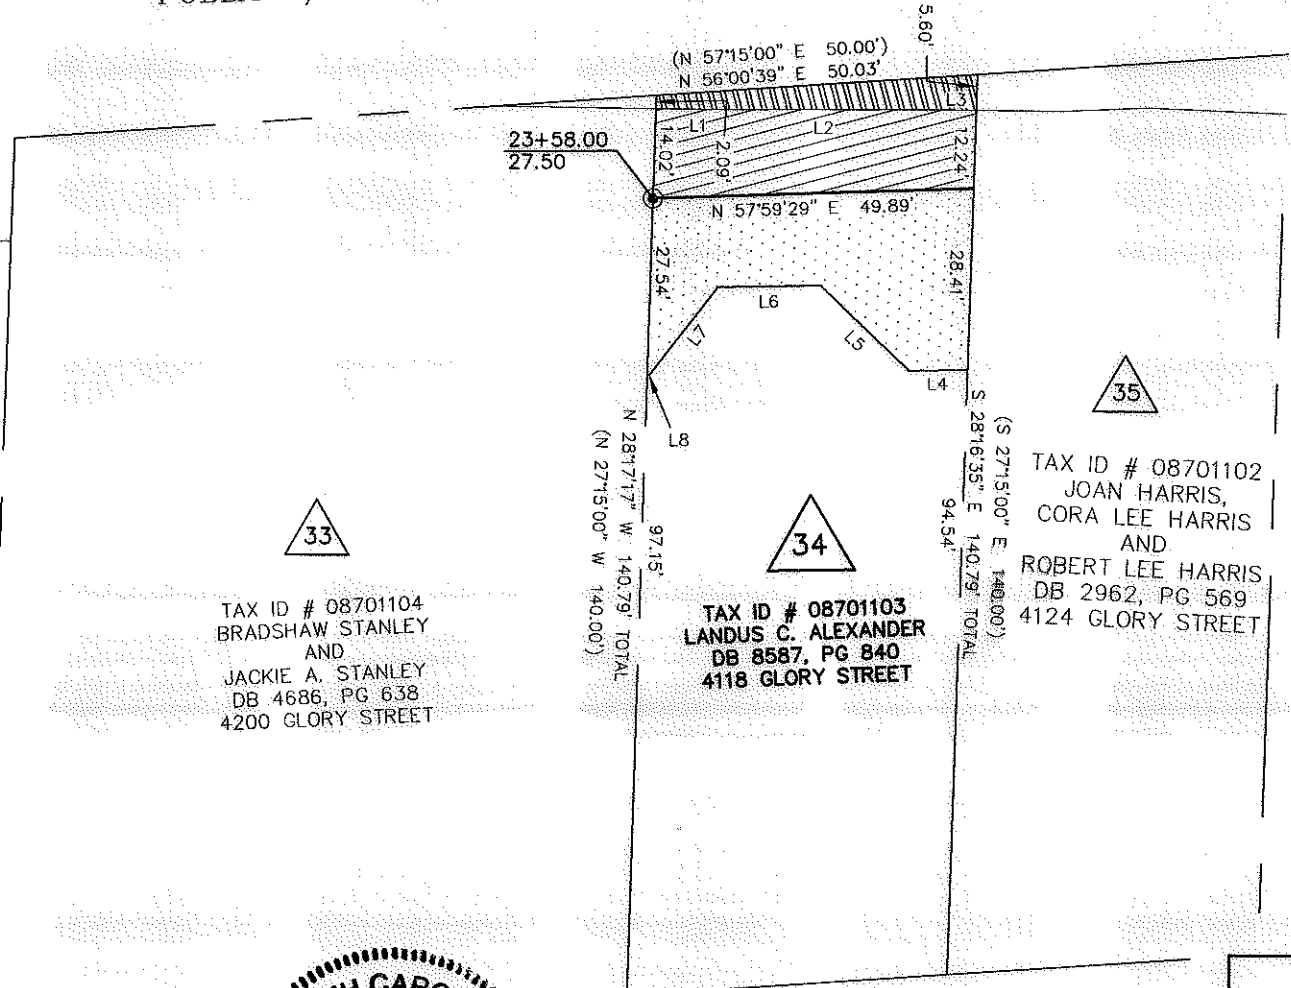 5.60'
(N 57°15'00" E 50.00')
N 56°00'39" E 50.03'
L3
L1
L2
23+58.00
27.50
14.02'
2.09'
12.24'
N 57°59'29" E 49.89'
27.54'
28.41'
L6
L7
L5
L4
L8
35
N 28°17'17" W 140.79' TOTAL
(N 27°15'00" W 140.00')
97.15'
S 28°16'35" E 140.79' TOTAL
(S 27°15'00" E 140.00')
94.54'
TAX ID # 08701102
JOAN HARRIS,
CORA LEE HARRIS
AND
ROBERT LEE HARRIS
DB 2962, PG 569
4124 GLORY STREET
33
34
TAX ID # 08701104
BRADSHAW STANLEY
AND
JACKIE A. STANLEY
DB 4686, PG 638
4200 GLORY STREET
TAX ID # 08701103
LANDUS C. ALEXANDER
DB 8587, PG 840
4118 GLORY STREET